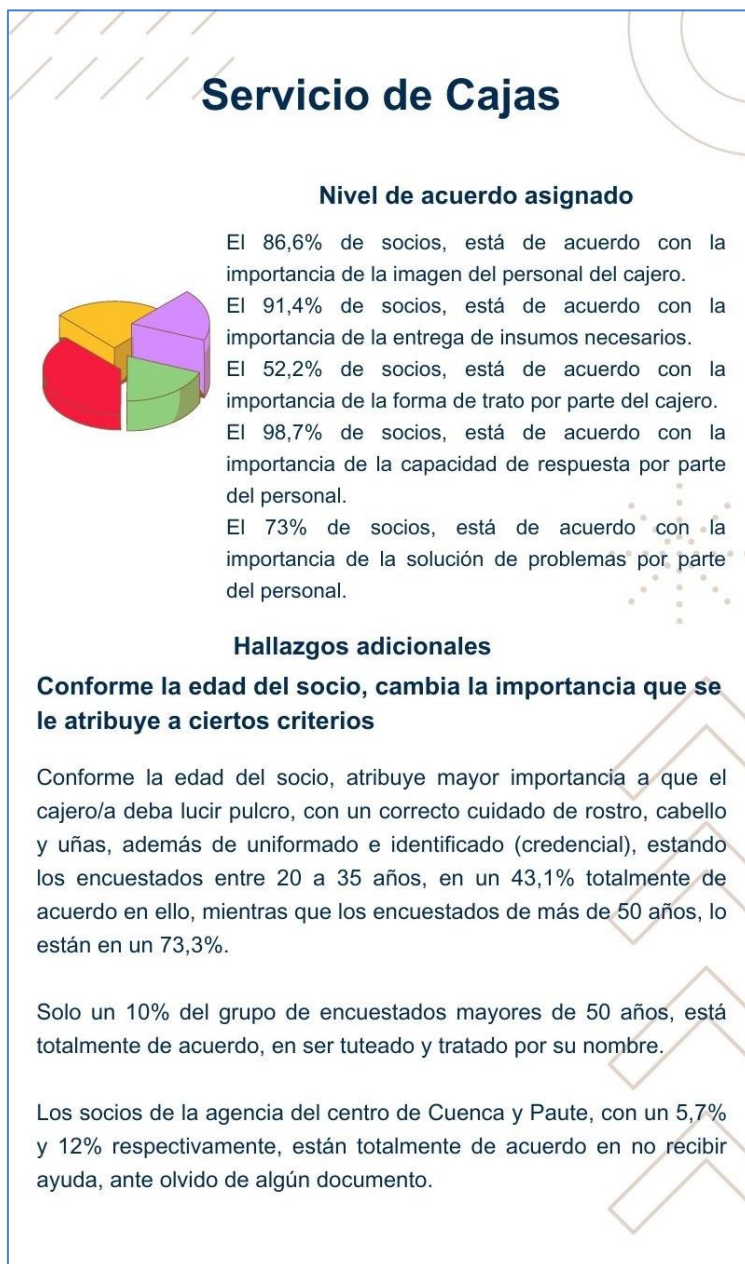 Servicio de Cajas
Nivel de acuerdo asignado
El 86,6% de socios, está de acuerdo con la
importancia de la imagen del personal del cajero.
El 91,4% de socios, está de acuerdo con la
importancia de la entrega de insumos necesarios.
El 52,2% de socios, está de acuerdo con la
importancia de la forma de trato por parte del cajero.
El 98,7% de socios, está de acuerdo con la
importancia de la capacidad de respuesta por parte
del personal.
El 73% de socios, está de acuerdo con la
importancia de la solución de problemas por parte
del personal.
Hallazgos adicionales
Conforme la edad del socio, cambia la importancia que se
le atribuye a ciertos criterios
Conforme la edad del socio, atribuye mayor importancia a que el
cajero/a deba lucir pulcro, con un correcto cuidado de rostro, cabello
y uñas, además de uniformado e identificado (credencial), estando
los encuestados entre 20 a 35 años, en un 43,1% totalmente de
acuerdo en ello, mientras que los encuestados de más de 50 años, lo
están en un 73,3%.
Solo un 10% del grupo de encuestados mayores de 50 años, está
totalmente de acuerdo, en ser tuteado y tratado por su nombre.
Los socios de la agencia del centro de Cuenca y Paute, con un 5,7%
y 12% respectivamente, están totalmente de acuerdo en no recibir
ayuda, ante olvido de algún documento.